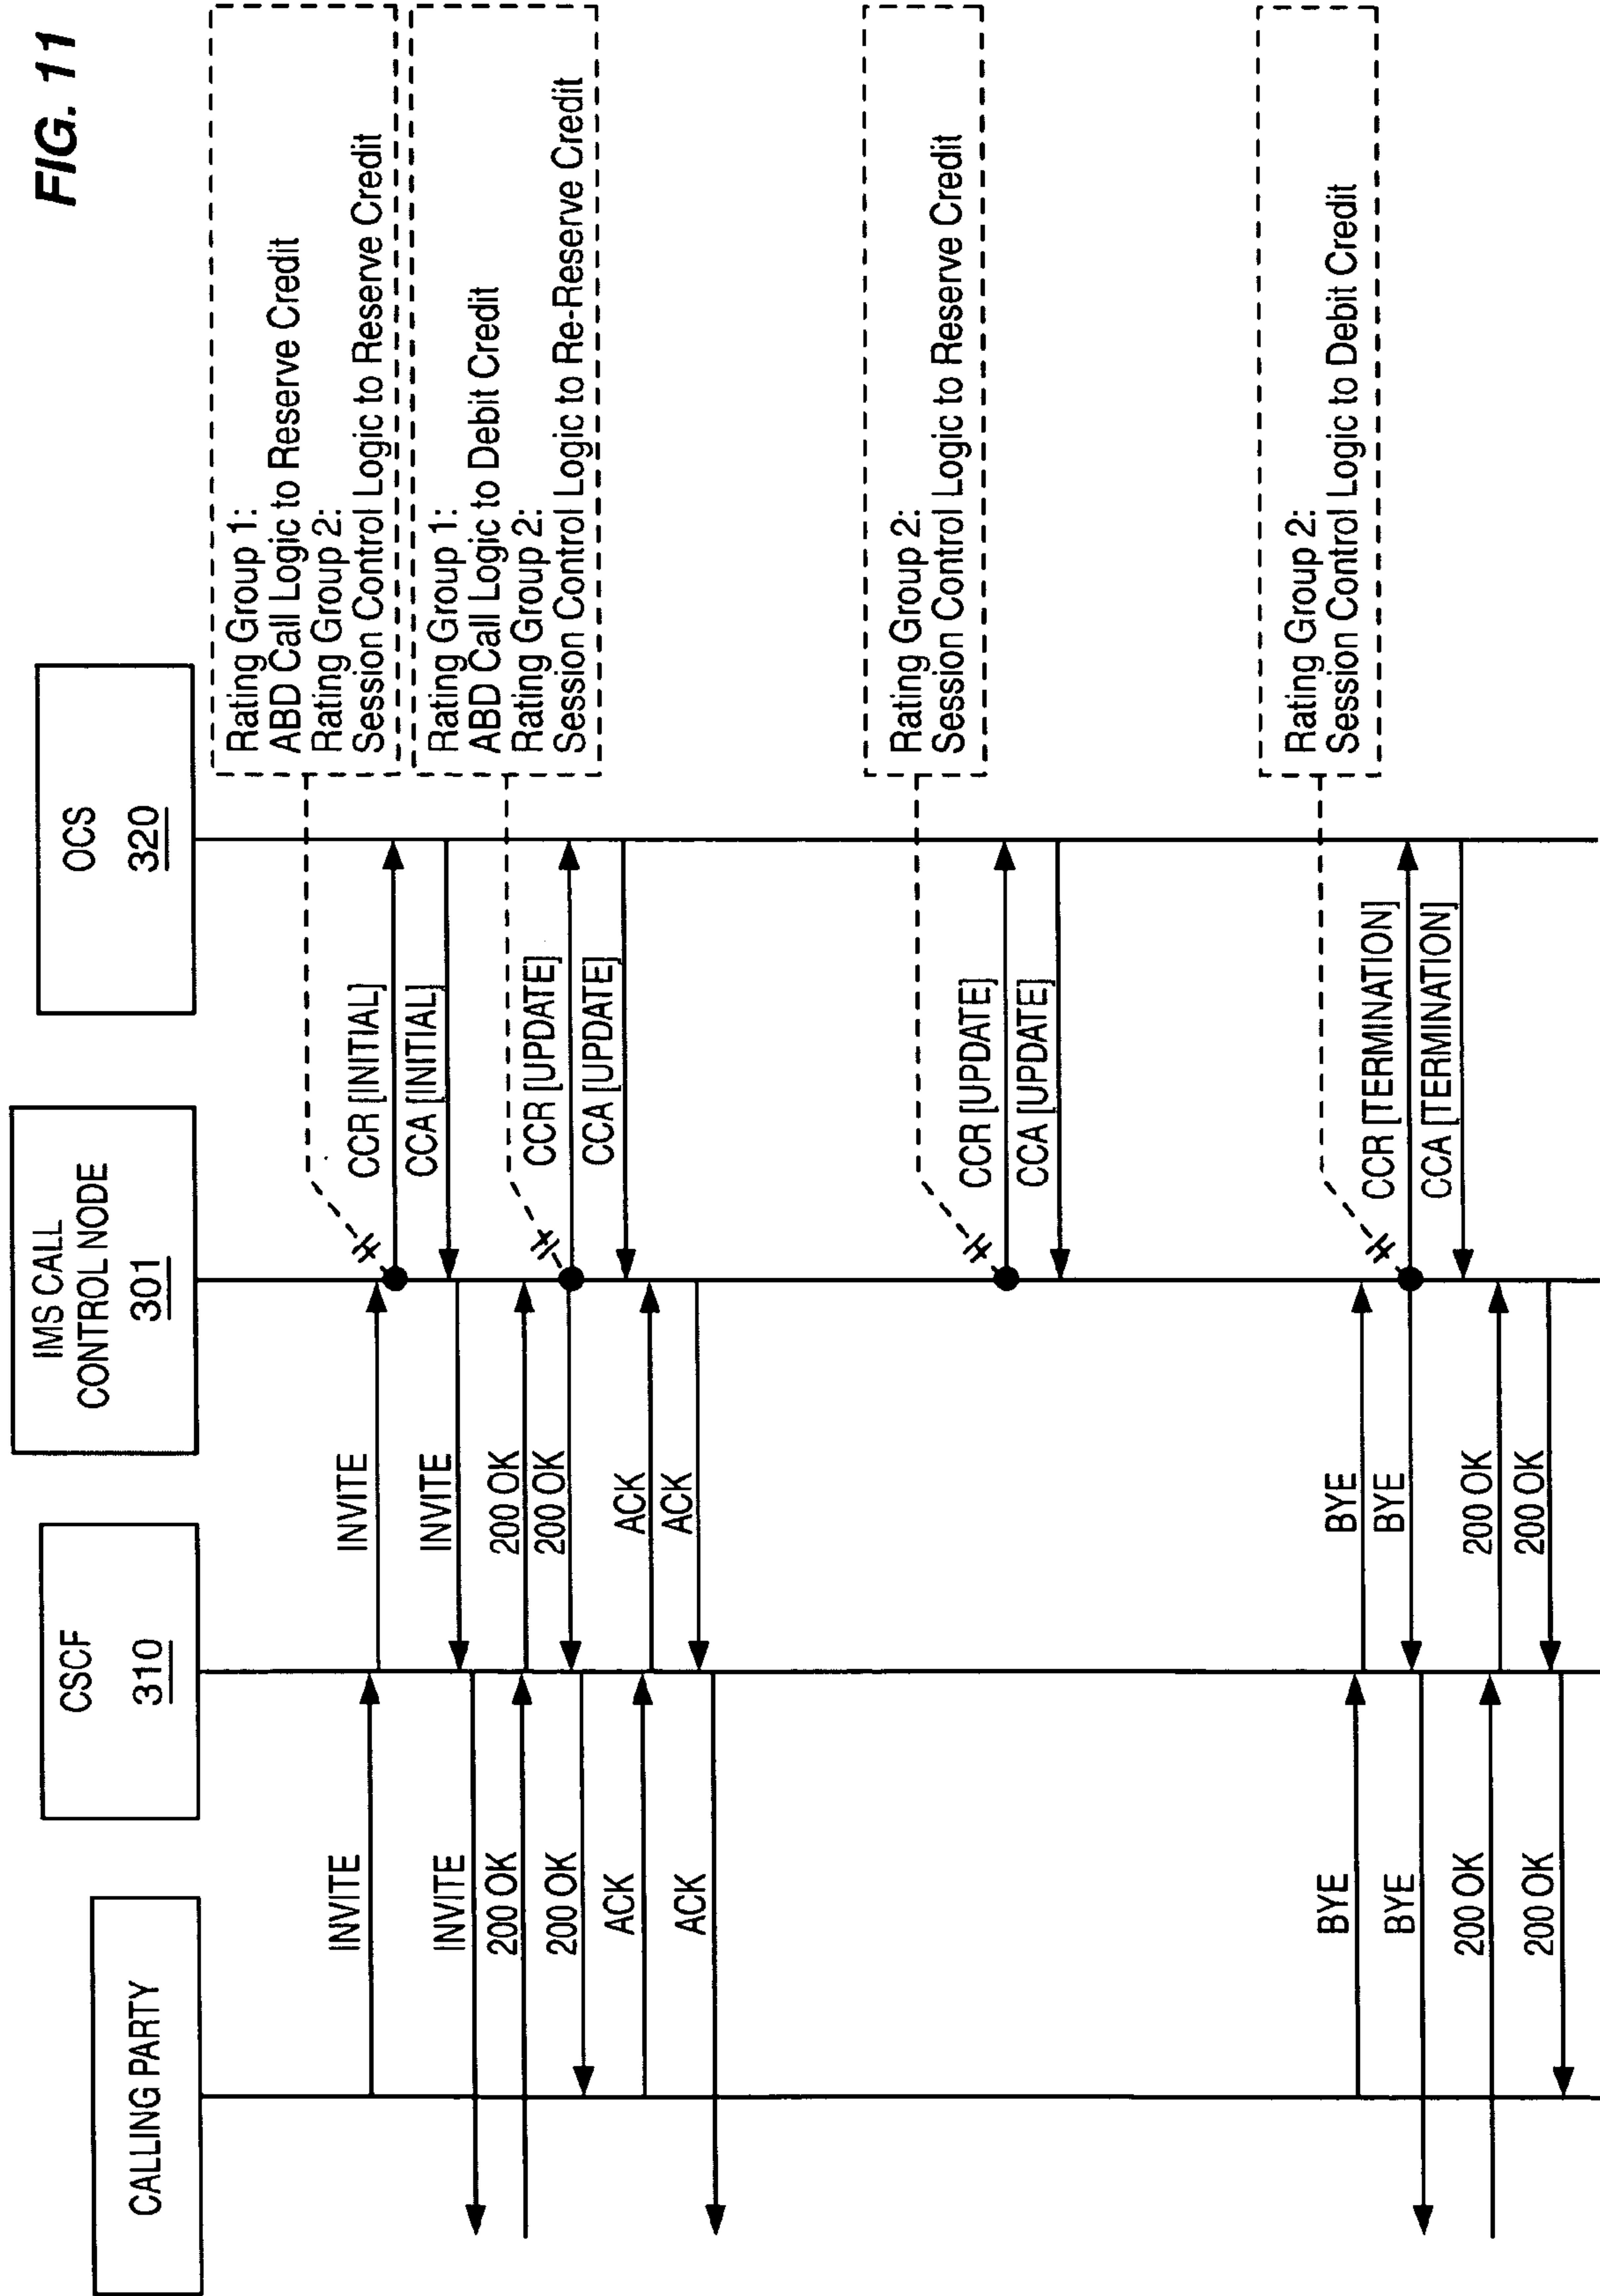 FIG. 11
CALLING PARTY
CSCF
310
IMS CALL
CONTROL NODE
301
OCS
320
INVITE
INVITE
CCR [INITIAL]
Rating Group 1:
ABD Call Logic to Reserve Credit
Rating Group 2:
Session Control Logic to Reserve Credit
CCA [INITIAL]
INVITE
INVITE
200 OK
200 OK
CCR [UPDATE]
Rating Group 1:
ABD Call Logic to Debit Credit
Rating Group 2:
Session Control Logic to Re-Reserve Credit
200 OK
200 OK
CCA [UPDATE]
ACK
ACK
ACK
ACK
CCR [UPDATE]
Rating Group 2:
Session Control Logic to Reserve Credit
CCA [UPDATE]
BYE
BYE
CCR [TERMINATION]
Rating Group 2:
Session Control Logic to Debit Credit
BYE
BYE
CCA [TERMINATION]
200 OK
200 OK
200 OK
200 OK